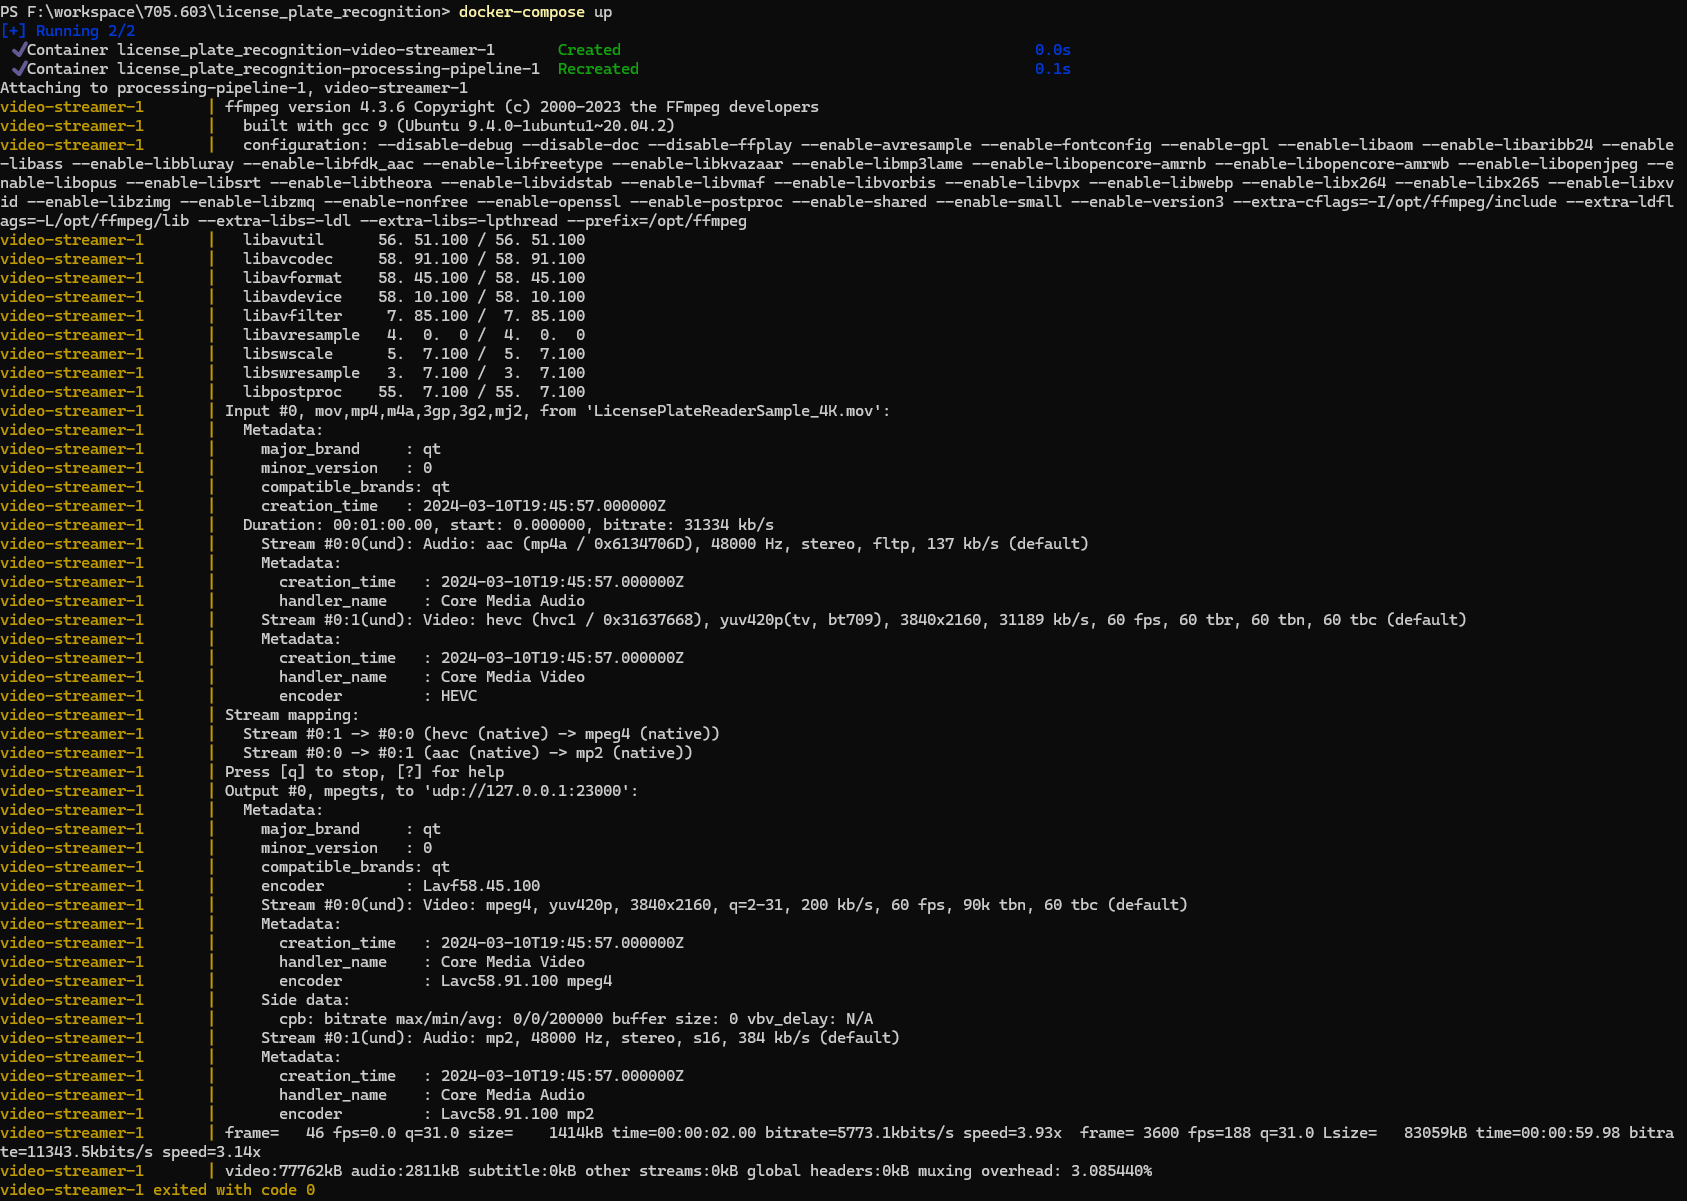 PS F:\workspace\705.603\license_plate_recognition> docker-compose up
[+] Running 2/2
 ✔Container license_plate_recognition-video-streamer-1       Created                                              0.0s
 ✔Container license_plate_recognition-processing-pipeline-1  Recreated                                            0.1s
Attaching to processing-pipeline-1, video-streamer-1
video-streamer-1       | ffmpeg version 4.3.6 Copyright (c) 2000-2023 the FFmpeg developers
video-streamer-1       |   built with gcc 9 (Ubuntu 9.4.0-1ubuntu1~20.04.2)
video-streamer-1       |   configuration: --disable-debug --disable-doc --disable-ffplay --enable-avresample --enable-fontconfig --enable-gpl --enable-libaom --enable-libaribb24 --enable
-libass --enable-libbluray --enable-libfdk_aac --enable-libfreetype --enable-libkvazaar --enable-libmp3lame --enable-libopencore-amrnb --enable-libopencore-amrwb --enable-libopenjpeg --e
nable-libopus --enable-libsrt --enable-libtheora --enable-libvidstab --enable-libvmaf --enable-libvorbis --enable-libvpx --enable-libwebp --enable-libx264 --enable-libx265 --enable-libxv
id --enable-libzimg --enable-libzmq --enable-nonfree --enable-openssl --enable-postproc --enable-shared --enable-small --enable-version3 --extra-cflags=-I/opt/ffmpeg/include --extra-ldfl
ags=-L/opt/ffmpeg/lib --extra-libs=-ldl --extra-libs=-lpthread --prefix=/opt/ffmpeg
video-streamer-1       |   libavutil      56. 51.100 / 56. 51.100
video-streamer-1       |   libavcodec     58. 91.100 / 58. 91.100
video-streamer-1       |   libavformat    58. 45.100 / 58. 45.100
video-streamer-1       |   libavdevice    58. 10.100 / 58. 10.100
video-streamer-1       |   libavfilter     7. 85.100 /  7. 85.100
video-streamer-1       |   libavresample   4.  0.  0 /  4.  0.  0
video-streamer-1       |   libswscale      5.  7.100 /  5.  7.100
video-streamer-1       |   libswresample   3.  7.100 /  3.  7.100
video-streamer-1       |   libpostproc    55.  7.100 / 55.  7.100
video-streamer-1       | Input #0, mov,mp4,m4a,3gp,3g2,mj2, from 'LicensePlateReaderSample_4K.mov':
video-streamer-1       |   Metadata:
video-streamer-1       |     major_brand     : qt
video-streamer-1       |     minor_version   : 0
video-streamer-1       |     compatible_brands: qt
video-streamer-1       |     creation_time   : 2024-03-10T19:45:57.000000Z
video-streamer-1       |   Duration: 00:01:00.00, start: 0.000000, bitrate: 31334 kb/s
video-streamer-1       |     Stream #0:0(und): Audio: aac (mp4a / 0x6134706D), 48000 Hz, stereo, fltp, 137 kb/s (default)
video-streamer-1       |     Metadata:
video-streamer-1       |       creation_time   : 2024-03-10T19:45:57.000000Z
video-streamer-1       |       handler_name    : Core Media Audio
video-streamer-1       |     Stream #0:1(und): Video: hevc (hvc1 / 0x31637668), yuv420p(tv, bt709), 3840x2160, 31189 kb/s, 60 fps, 60 tbr, 60 tbn, 60 tbc (default)
video-streamer-1       |     Metadata:
video-streamer-1       |       creation_time   : 2024-03-10T19:45:57.000000Z
video-streamer-1       |       handler_name    : Core Media Video
video-streamer-1       |       encoder         : HEVC
video-streamer-1       | Stream mapping:
video-streamer-1       |   Stream #0:1 -> #0:0 (hevc (native) -> mpeg4 (native))
video-streamer-1       |   Stream #0:0 -> #0:1 (aac (native) -> mp2 (native))
video-streamer-1       | Press [q] to stop, [?] for help
video-streamer-1       | Output #0, mpegts, to 'udp://127.0.0.1:23000':
video-streamer-1       |   Metadata:
video-streamer-1       |     major_brand     : qt
video-streamer-1       |     minor_version   : 0
video-streamer-1       |     compatible_brands: qt
video-streamer-1       |     encoder         : Lavf58.45.100
video-streamer-1       |     Stream #0:0(und): Video: mpeg4, yuv420p, 3840x2160, q=2-31, 200 kb/s, 60 fps, 90k tbn, 60 tbc (default)
video-streamer-1       |     Metadata:
video-streamer-1       |       creation_time   : 2024-03-10T19:45:57.000000Z
video-streamer-1       |       handler_name    : Core Media Video
video-streamer-1       |       encoder         : Lavc58.91.100 mpeg4
video-streamer-1       |     Side data:
video-streamer-1       |       cpb: bitrate max/min/avg: 0/0/200000 buffer size: 0 vbv_delay: N/A
video-streamer-1       |     Stream #0:1(und): Audio: mp2, 48000 Hz, stereo, s16, 384 kb/s (default)
video-streamer-1       |     Metadata:
video-streamer-1       |       creation_time   : 2024-03-10T19:45:57.000000Z
video-streamer-1       |       handler_name    : Core Media Audio
video-streamer-1       |       encoder         : Lavc58.91.100 mp2
video-streamer-1       | frame=   46 fps=0.0 q=31.0 size=    1414kB time=00:00:02.00 bitrate=5773.1kbits/s speed=3.93x  frame= 3600 fps=188 q=31.0 Lsize=   83059kB time=00:00:59.98 bitra
te=11343.5kbits/s speed=3.14x
video-streamer-1       | video:77762kB audio:2811kB subtitle:0kB other streams:0kB global headers:0kB muxing overhead: 3.085440%
video-streamer-1 exited with code 0